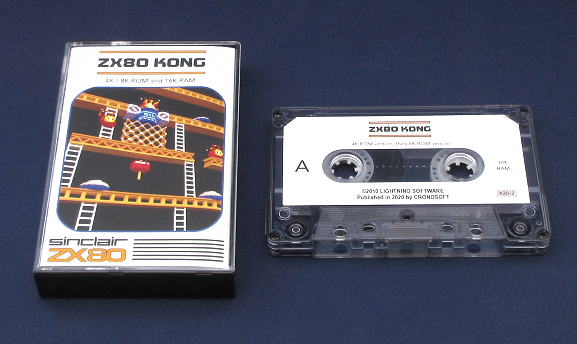 ZX80 KONG
4K / 8K ROM and 16K RAM
sinclair
ZX80
ZX80 KONG
4K ROM version, then 8K ROM version
A
16K
RAM
©2010 LIGHTNING SOFTWARE
Published in 2020 by CRONOSOFT
X20-2